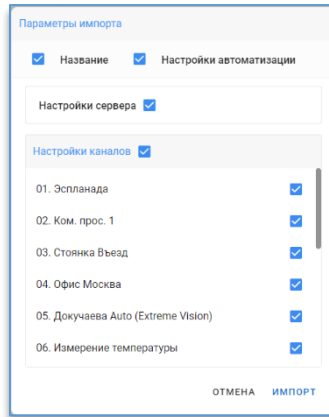 Параметры импорта
Название Настройки автоматизации
Настройки сервера
Настройки каналов
01. Эспланада
02. Ком. прос. 1
03. Стоянка Въезд
04. Офис Москва
05. Докучаева Auto (Extreme Vision)
06. Измерение температуры
ОТМЕНА ИМПОРТ